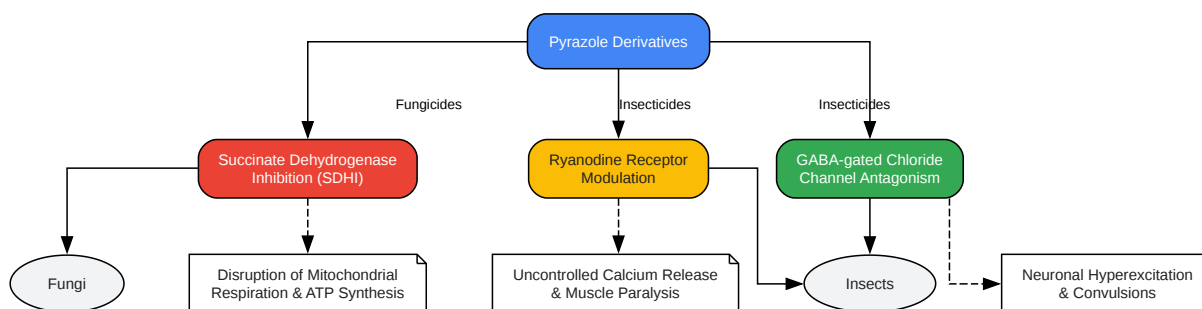 Pyrazole Derivatives
Fungicides
Insecticides
Insecticides
Succinate Dehydrogenase
Inhibition (SDHI)
Ryanodine Receptor
Modulation
GABA-gated Chloride
Channel Antagonism
Fungi
Disruption of Mitochondrial
Respiration & ATP Synthesis
Uncontrolled Calcium Release
& Muscle Paralysis
Insects
Neuronal Hyperexcitation
& Convulsions